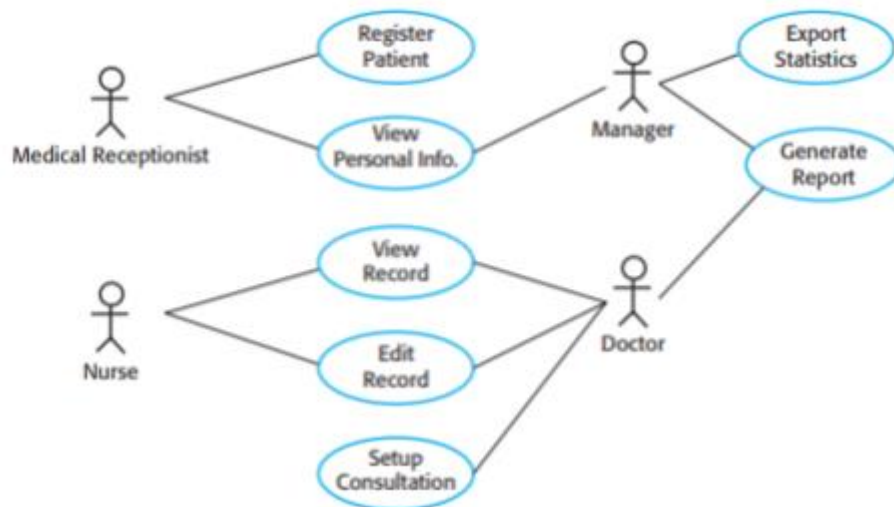 Register
Patient
Export
Statistics
Medical Receptionist
View
Personal Info.
Manager
Generate
Report
View
Record
Nurse
Edit
Record
Doctor
Setup
Consultation